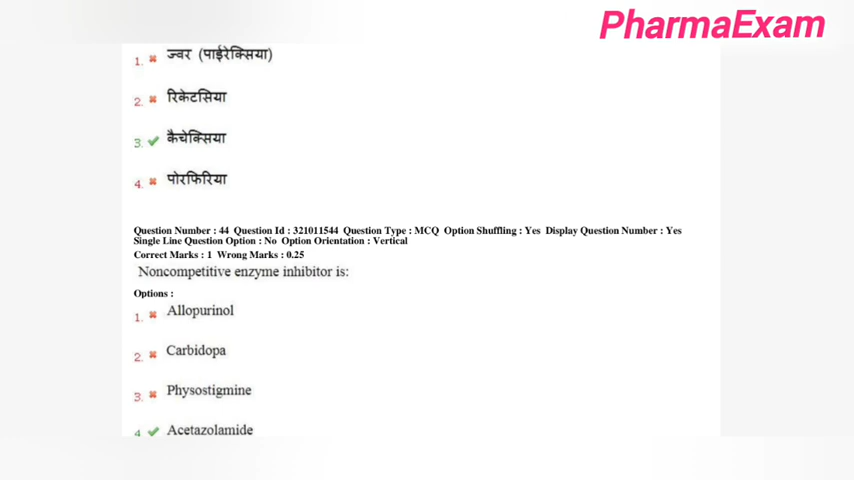 PharmaExam
1. ज्वर (पाईरेक्सिया)
2. रिकेटसिया
3. कैचेक्सिया
4. पोरफिरिया
Question Number : 44 Question Id : 321011544 Question Type : MCQ Option Shuffling : Yes Display Question Number : Yes
Single Line Question Option : No Option Orientation : Vertical
Correct Marks : 1 Wrong Marks : 0.25
Noncompetitive enzyme inhibitor is:
Options :
1. Allopurinol
2. Carbidopa
3. Physostigmine
4 Acetazolamide